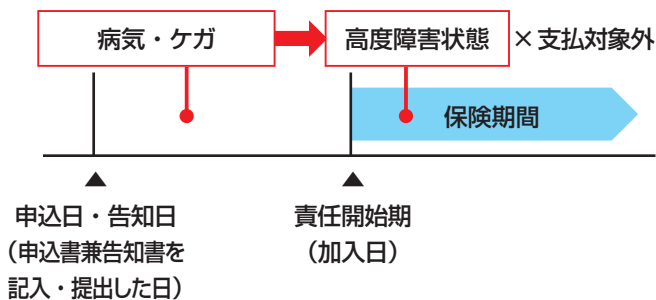 病気・ケガ
高度障害状態
×支払対象外
保険期間
申込日・告知日
(申込書兼告知書を
記入・提出した日)
責任開始期
(加入日)